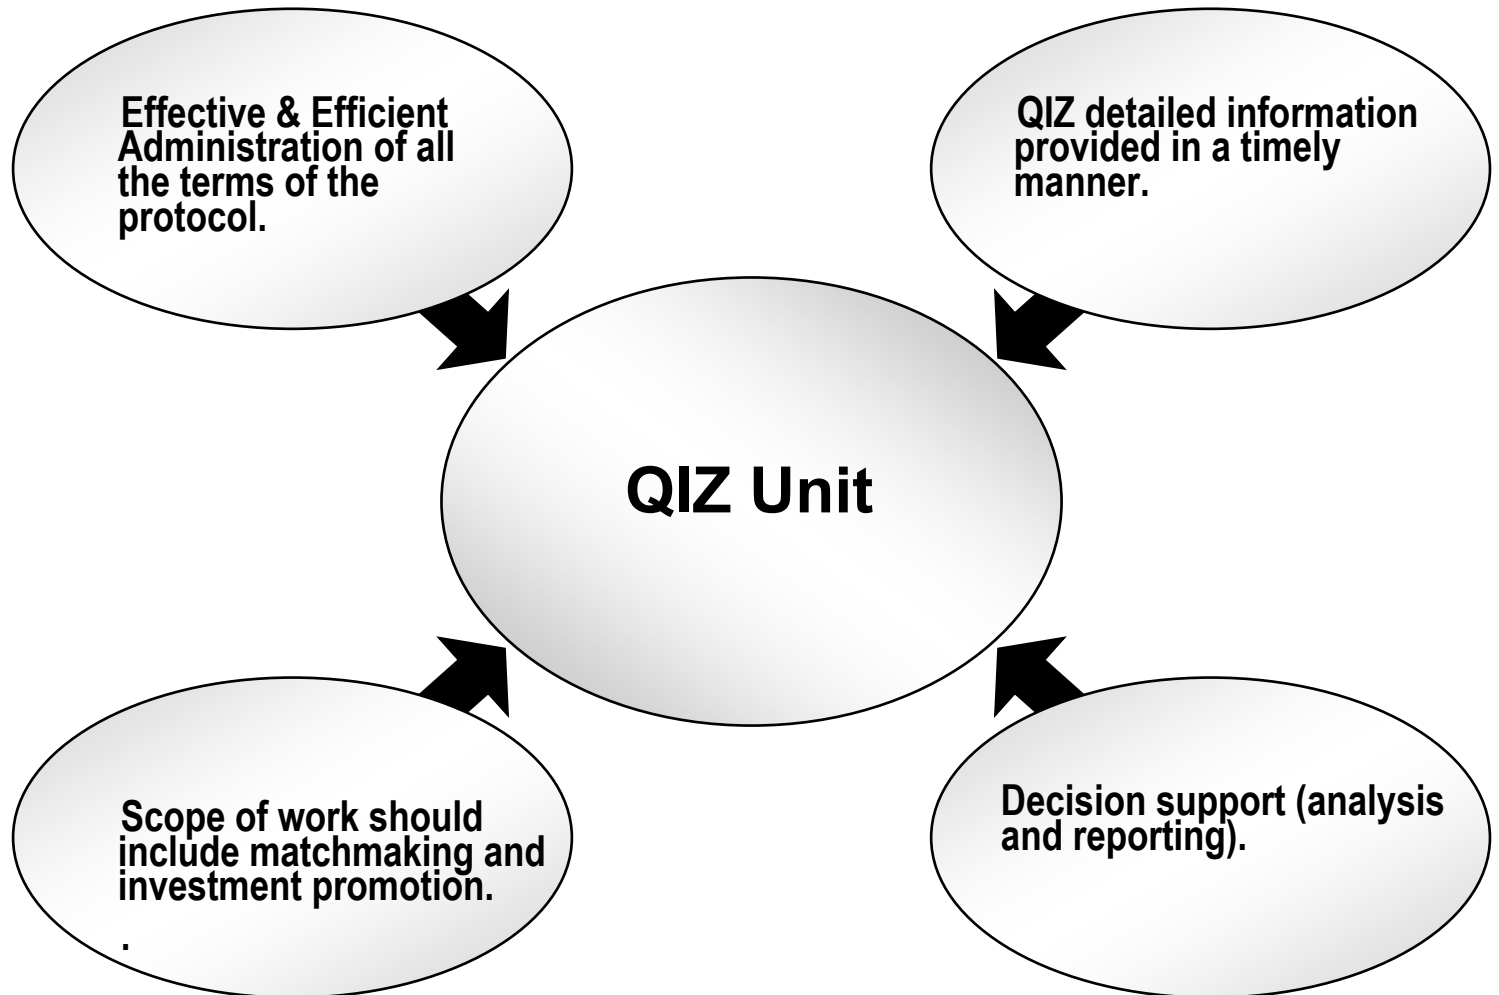 Effective & Efficient
Administration of all
the terms of the
protocol.
QIZ detailed information
provided in a timely
manner.
QIZ Unit
Scope of work should
include matchmaking and
investment promotion.
.
Decision support (analysis
and reporting).